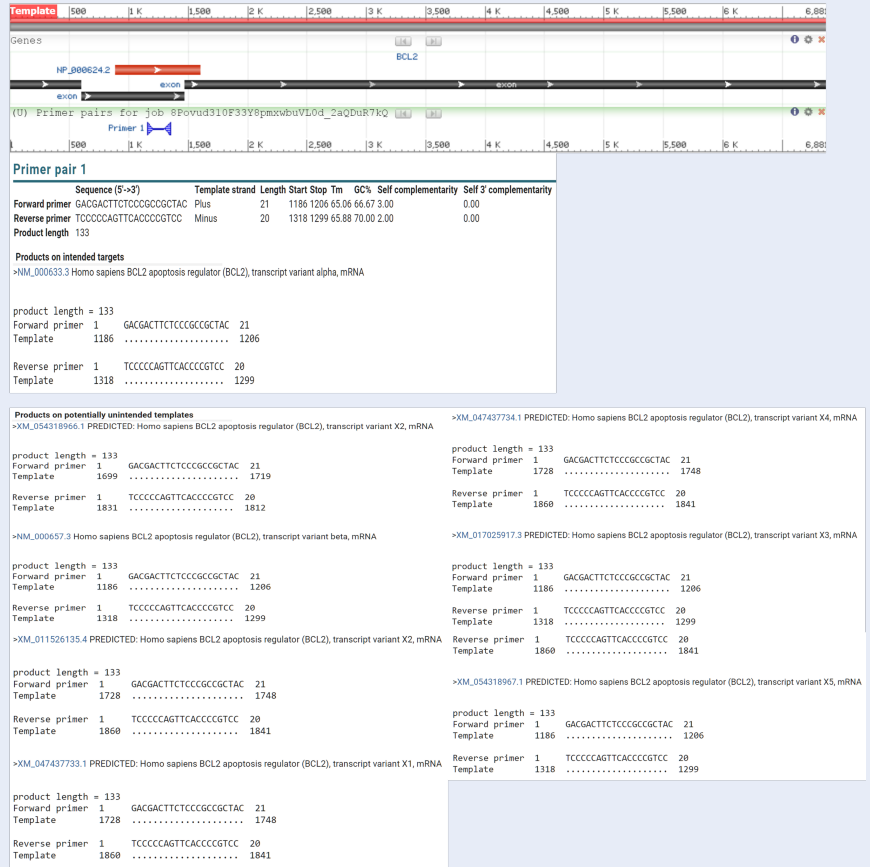 Template 500 1 K 1,500 2 K 2,500 3 K 3,500 4 K 4,500 5 K 5,500 6 K 6,88
Genes
BCL2
NP_000624.2
exon exon
exon
(U) Primer pairs for job 8Povud310F33Y8pmxwbuVL0d_2aQDuR7kQ
Primer 1
1 500 1 K 1,500 2 K 2,500 3 K 3,500 4 K 4,500 5 K 5,500 6 K 6,88
Primer pair 1
Sequence (5'->3') Template strand Length Start Stop Tm GC% Self complementarity Self 3' complementarity
Forward primer GACGACTTCTCCCGCCGCTAC Plus 21 1186 1206 65.06 66.67 3.00 0.00
Reverse primer TCCCCCAGTTCACCCCGTCC Minus 20 1318 1299 65.88 70.00 2.00 0.00
Product length 133
Products on intended targets
>NM_000633.3 Homo sapiens BCL2 apoptosis regulator (BCL2), transcript variant alpha, mRNA
product length = 133
Forward primer 1 GACGACTTCTCCCGCCGCTAC 21
Template 1186 ..................... 1206
Reverse primer 1 TCCCCCAGTTCACCCCGTCC 20
Template 1318 .................... 1299
Products on potentially unintended templates
>XM_054318966.1 PREDICTED: Homo sapiens BCL2 apoptosis regulator (BCL2), transcript variant X2, mRNA
product length = 133
Forward primer 1 GACGACTTCTCCCGCCGCTAC 21
Template 1699 ..................... 1719
Reverse primer 1 TCCCCCAGTTCACCCCGTCC 20
Template 1831 .................... 1812
>NM_000657.3 Homo sapiens BCL2 apoptosis regulator (BCL2), transcript variant beta, mRNA
product length = 133
Forward primer 1 GACGACTTCTCCCGCCGCTAC 21
Template 1186 ..................... 1206
Reverse primer 1 TCCCCCAGTTCACCCCGTCC 20
Template 1318 .................... 1299
>XM_011526135.4 PREDICTED: Homo sapiens BCL2 apoptosis regulator (BCL2), transcript variant X2, mRNA
product length = 133
Forward primer 1 GACGACTTCTCCCGCCGCTAC 21
Template 1728 ..................... 1748
Reverse primer 1 TCCCCCAGTTCACCCCGTCC 20
Template 1860 .................... 1841
>XM_047437733.1 PREDICTED: Homo sapiens BCL2 apoptosis regulator (BCL2), transcript variant X1, mRNA
product length = 133
Forward primer 1 GACGACTTCTCCCGCCGCTAC 21
Template 1728 ..................... 1748
Reverse primer 1 TCCCCCAGTTCACCCCGTCC 20
Template 1860 .................... 1841
>XM_047437734.1 PREDICTED: Homo sapiens BCL2 apoptosis regulator (BCL2), transcript variant X4, mRNA
product length = 133
Forward primer 1 GACGACTTCTCCCGCCGCTAC 21
Template 1728 ..................... 1748
Reverse primer 1 TCCCCCAGTTCACCCCGTCC 20
Template 1860 .................... 1841
>XM_017025917.3 PREDICTED: Homo sapiens BCL2 apoptosis regulator (BCL2), transcript variant X3, mRNA
product length = 133
Forward primer 1 GACGACTTCTCCCGCCGCTAC 21
Template 1186 ..................... 1206
Reverse primer 1 TCCCCCAGTTCACCCCGTCC 20
Template 1318 .................... 1299
Reverse primer 1 TCCCCCAGTTCACCCCGTCC 20
Template 1860 .................... 1841
>XM_054318967.1 PREDICTED: Homo sapiens BCL2 apoptosis regulator (BCL2), transcript variant X5, mRNA
product length = 133
Forward primer 1 GACGACTTCTCCCGCCGCTAC 21
Template 1186 ..................... 1206
Reverse primer 1 TCCCCCAGTTCACCCCGTCC 20
Template 1318 .................... 1299